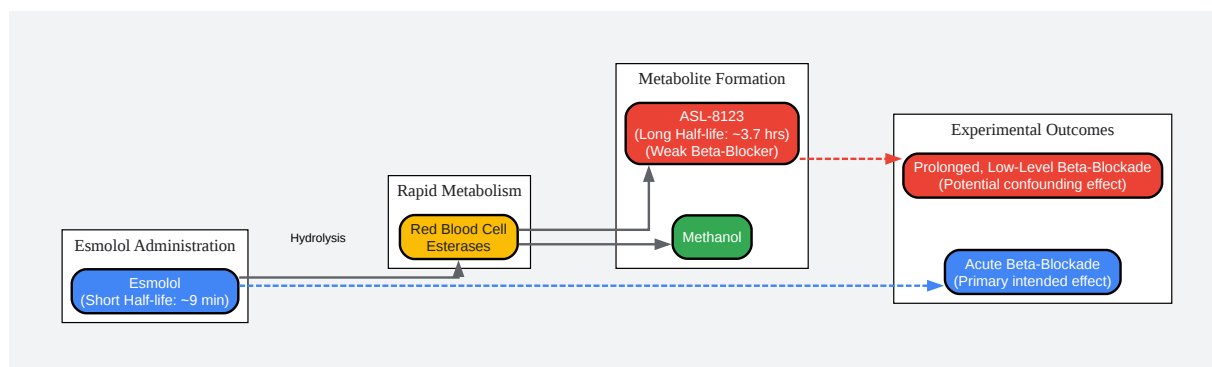 Esmolol Administration
Esmolol
(Short Half-life: ~9 min)
Hydrolysis
Rapid Metabolism
Red Blood Cell
Esterases
Metabolite Formation
ASL-8123
(Long Half-life: ~3.7 hrs)
(Weak Beta-Blocker)
Methanol
Experimental Outcomes
Prolonged, Low-Level Beta-Blockade
(Potential confounding effect)
Acute Beta-Blockade
(Primary intended effect)